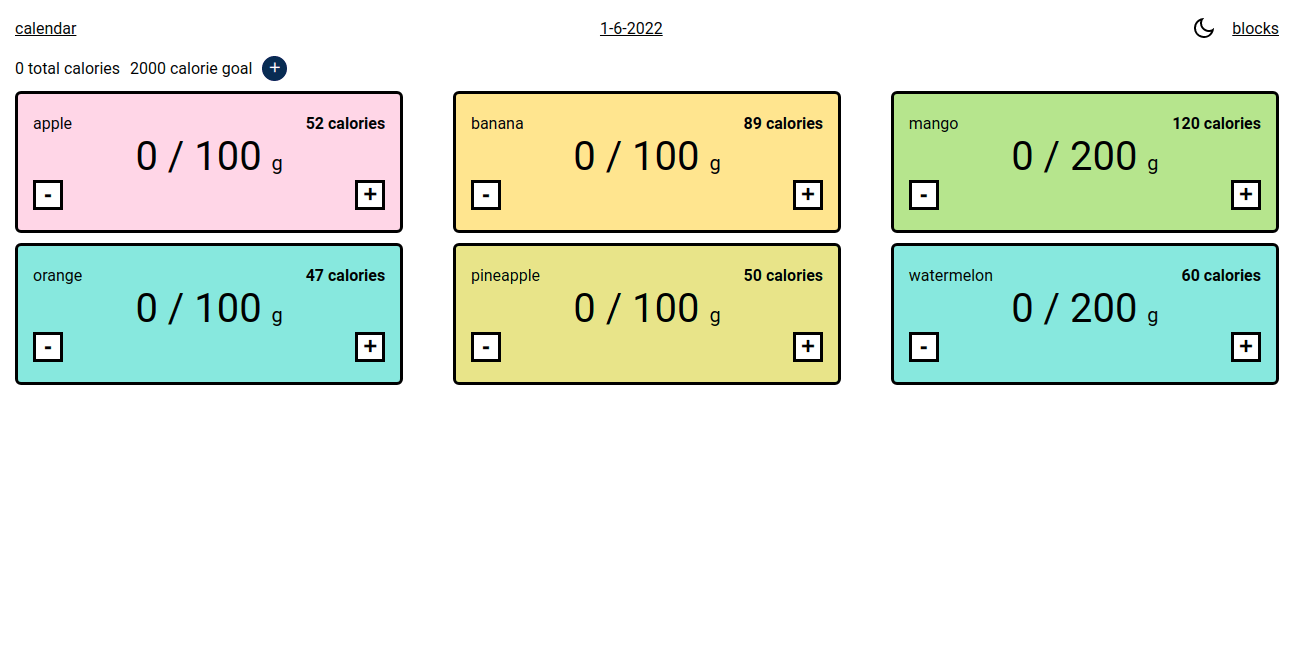 calendar 1-6-2022 blocks
0 total calories 2000 calorie goal +
apple 52 calories
0 / 100 g
- +
banana 89 calories
0 / 100 g
- +
mango 120 calories
0 / 200 g
- +
orange 47 calories
0 / 100 g
- +
pineapple 50 calories
0 / 100 g
- +
watermelon 60 calories
0 / 200 g
- +